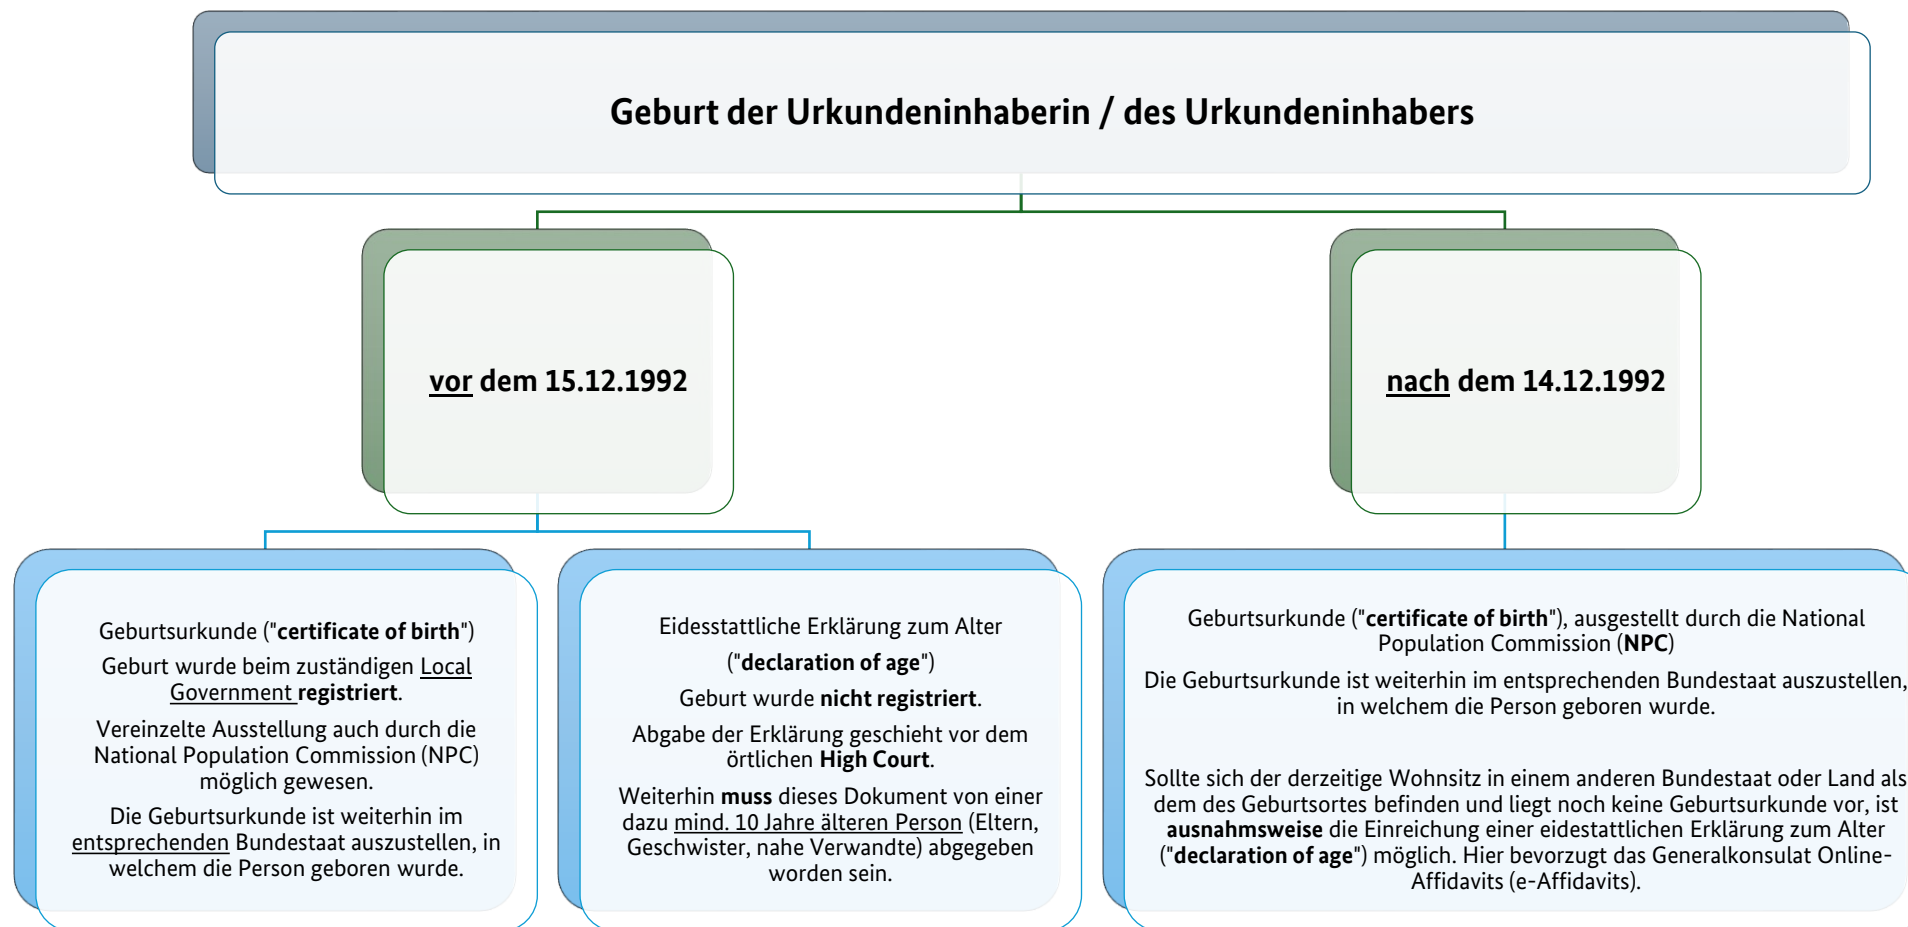 Geburt der Urkundeninhaberin / des Urkundeninhabers
vor dem 15.12.1992
nach dem 14.12.1992
Geburtsurkunde ("certificate of birth")
Geburt wurde beim zuständigen Local
Government registriert.
Vereinzelte Ausstellung auch durch die
National Population Commission (NPC)
möglich gewesen.
Die Geburtsurkunde ist weiterhin im
entsprechenden Bundestaat auszustellen, in
welchem die Person geboren wurde.
Eidesstattliche Erklärung zum Alter
("declaration of age")
Geburt wurde nicht registriert.
Abgabe der Erklärung geschieht vor dem
örtlichen High Court.
Weiterhin muss dieses Dokument von einer
dazu mind. 10 Jahre älteren Person (Eltern,
Geschwister, nahe Verwandte) abgegeben
worden sein.
Geburtsurkunde ("certificate of birth"), ausgestellt durch die National
Population Commission (NPC)
Die Geburtsurkunde ist weiterhin im entsprechenden Bundestaat auszustellen,
in welchem die Person geboren wurde.
Sollte sich der derzeitige Wohnsitz in einem anderen Bundestaat oder Land als
dem des Geburtsortes befinden und liegt noch keine Geburtsurkunde vor, ist
ausnahmsweise die Einreichung einer eidestattlichen Erklärung zum Alter
("declaration of age") möglich. Hier bevorzugt das Generalkonsulat Online-
Affidavits (e-Affidavits).